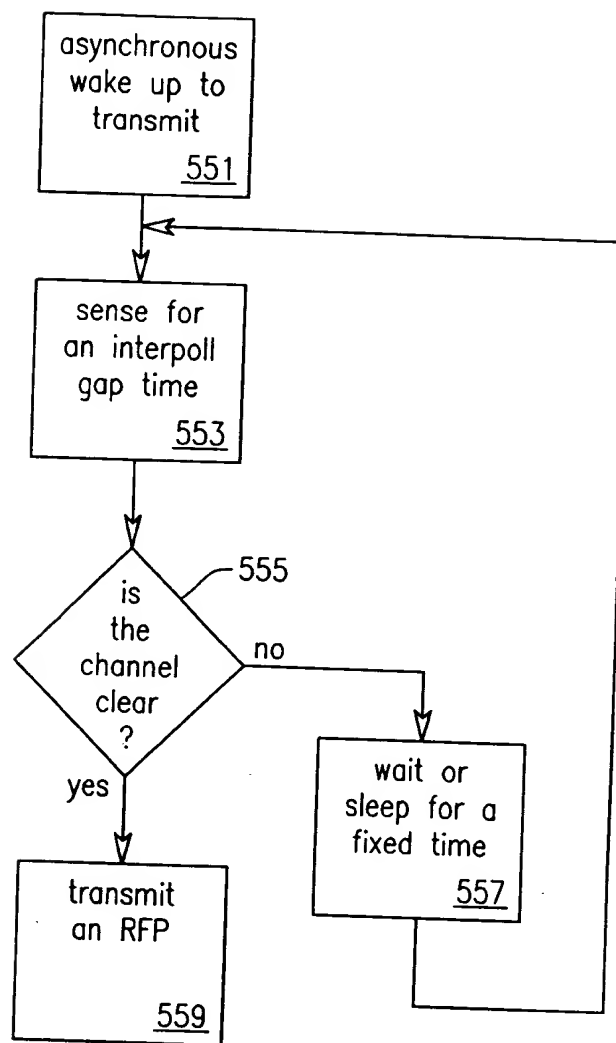 asynchronous
wake up to
transmit
551
sense for
an interpoll
gap time
553
555
is
the
channel
clear
?
no
yes
wait or
sleep for a
fixed time
557
transmit
an RFP
559